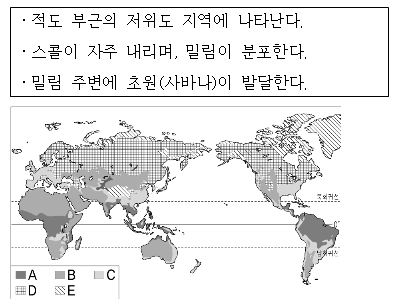 · 적도 부근의 저위도 지역에 나타난다.
· 스콜이 자주 내리며, 밀림이 분포한다.
· 밀림 주변에 초원(사바나)이 발달한다.
북회귀선
0°
남회귀선
A B C
D E